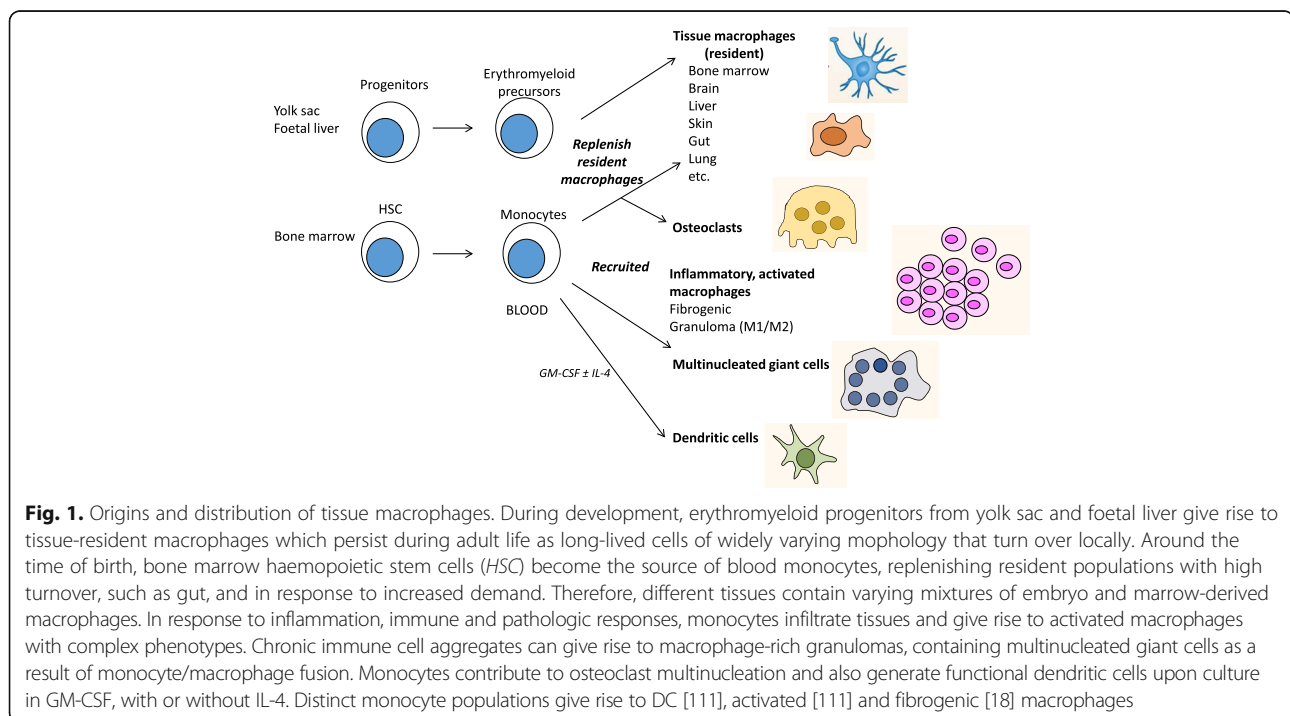 Tissue macrophages
(resident)
Bone marrow
Brain
Liver
Skin
Gut
Lung
etc.
Progenitors
Erythromyeloid
precursors
Yolk sac
Foetal liver
Replenish
resident
macrophages
HSC
Monocytes
Bone marrow
Osteoclasts
Recruited
Inflammatory, activated
macrophages
Fibrogenic
Granuloma (M1/M2)
BLOOD
Multinucleated giant cells
GM-CSF ± IL-4
Dendritic cells
Fig. 1. Origins and distribution of tissue macrophages. During development, erythromyeloid progenitors from yolk sac and foetal liver give rise to
tissue-resident macrophages which persist during adult life as long-lived cells of widely varying mophology that turn over locally. Around the
time of birth, bone marrow haemopoietic stem cells (HSC) become the source of blood monocytes, replenishing resident populations with high
turnover, such as gut, and in response to increased demand. Therefore, different tissues contain varying mixtures of embryo and marrow-derived
macrophages. In response to inflammation, immune and pathologic responses, monocytes infiltrate tissues and give rise to activated macrophages
with complex phenotypes. Chronic immune cell aggregates can give rise to macrophage-rich granulomas, containing multinucleated giant cells as a
result of monocyte/macrophage fusion. Monocytes contribute to osteoclast multinucleation and also generate functional dendritic cells upon culture
in GM-CSF, with or without IL-4. Distinct monocyte populations give rise to DC [111], activated [111] and fibrogenic [18] macrophages